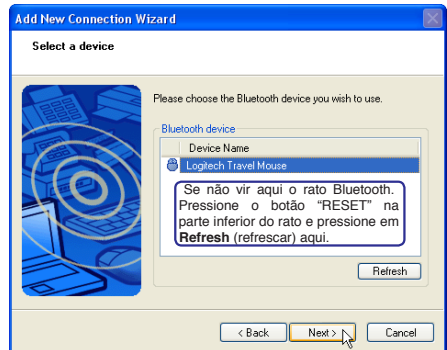 Add New Connection Wizard
Select a device
Please choose the Bluetooth device you wish to use.
Bluetooth device
Device Name
Logitech Travel Mouse
Se não vir aqui o rato Bluetooth.
Pressione o botão “RESET” na
parte inferior do rato e pressione em
Refresh (refrescar) aqui.
Refresh
< Back Next > Cancel